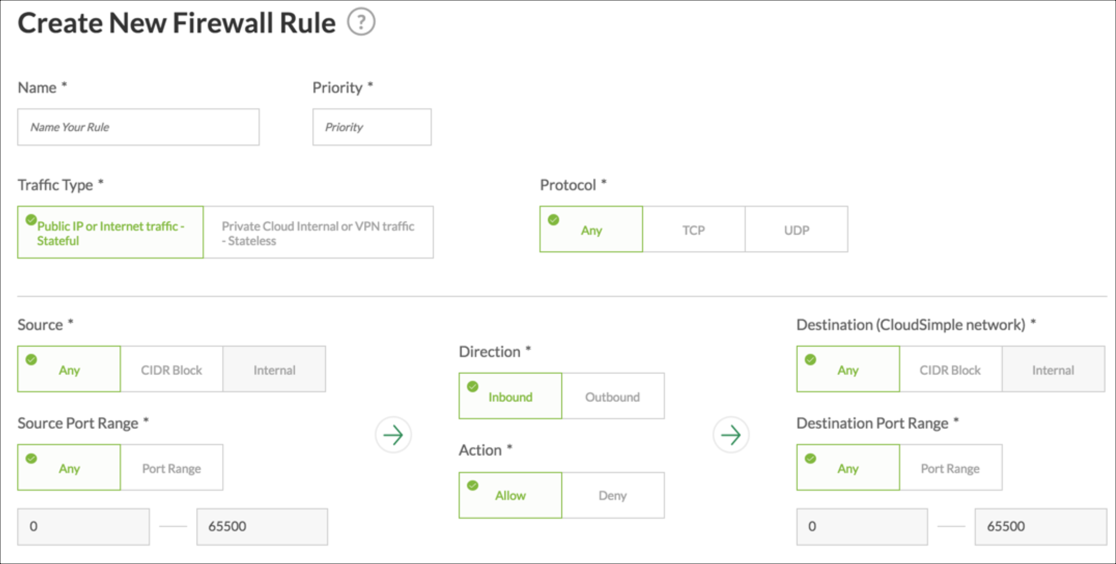 Create New Firewall Rule ?
Name *
Priority *
Name Your Rule
Priority
Traffic Type *
Protocol *
Public IP or Internet traffic -
Stateful
Private Cloud Internal or VPN traffic
- Stateless
Any
TCP
UDP
Source *
Any
CIDR Block
Internal
Source Port Range *
Any
Port Range
0
65500
Direction *
Inbound
Outbound
Action *
Allow
Deny
Destination (CloudSimple network) *
Any
CIDR Block
Internal
Destination Port Range *
Any
Port Range
0
65500